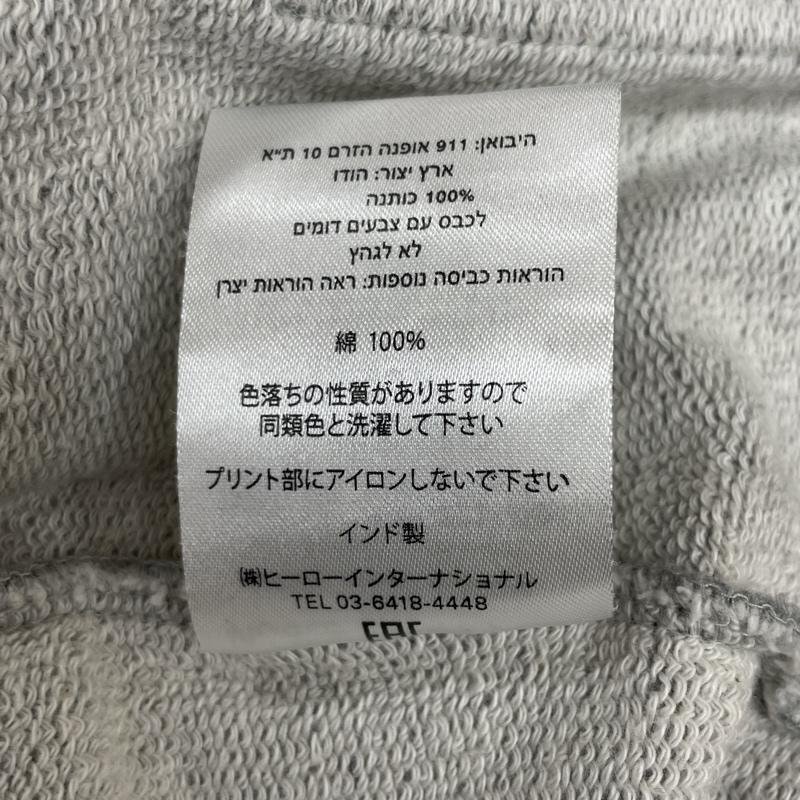 היבואן: 911 אופנה הזרם 10 ת״א
ארץ יצור: הודו
100% כותנה
לכבס עם צבעים דומים
לא לגהץ
הוראות כביסה נוספות: ראה הוראות יצרן
綿 100%
色落ちの性質がありますので
同類色と洗濯して下さい
プリント部にアイロンしないで下さい
インド製
㈱ヒーローインターナショナル
TEL 03-6418-4448